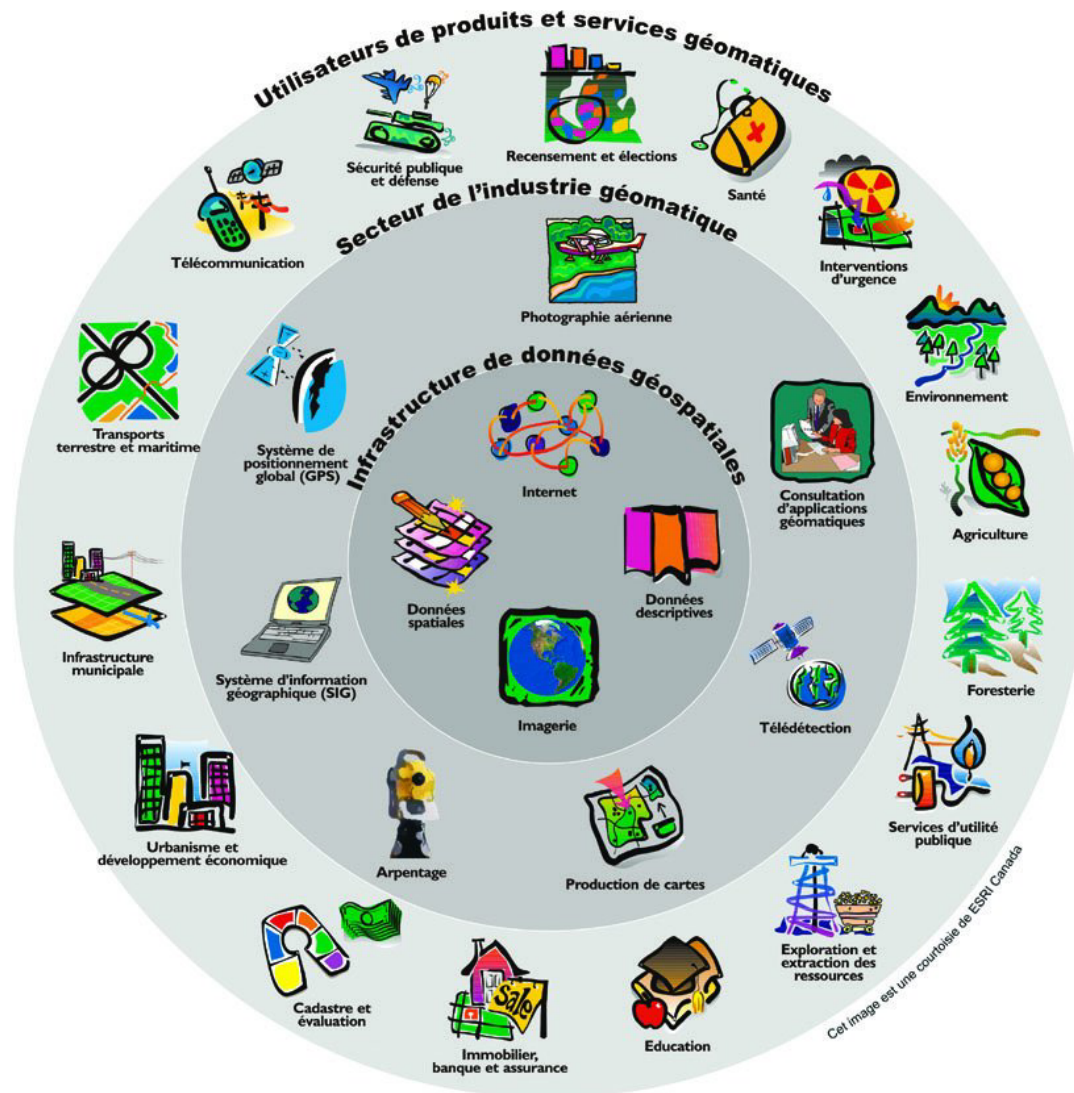 Utilisateurs de produits et services géomatiques
Sécurité publique
et défense
Recensement et élections
Santé
Télécommunication
Interventions
d'urgence
Transports
terrestre et maritime
Environnement
Infrastructure
municipale
Agriculture
Foresterie
Urbanisme et
développement économique
Services d'utilité
publique
Cadastre et
évaluation
Sale
Immobilier,
banque et assurance
Education
Exploration et
extraction des
ressources
Secteur de l'industrie géomatique
Photographie aérienne
Système de
positionnement
global (GPS)
Consultation
d'applications
géomatiques
Système d'information
géographique (SIG)
Télédétection
Arpentage
Production de cartes
Infrastructure de données géospatiales
Internet
Données
spatiales
Données
descriptives
Imagerie
Cet image est une courtoisie de ESRI Canada